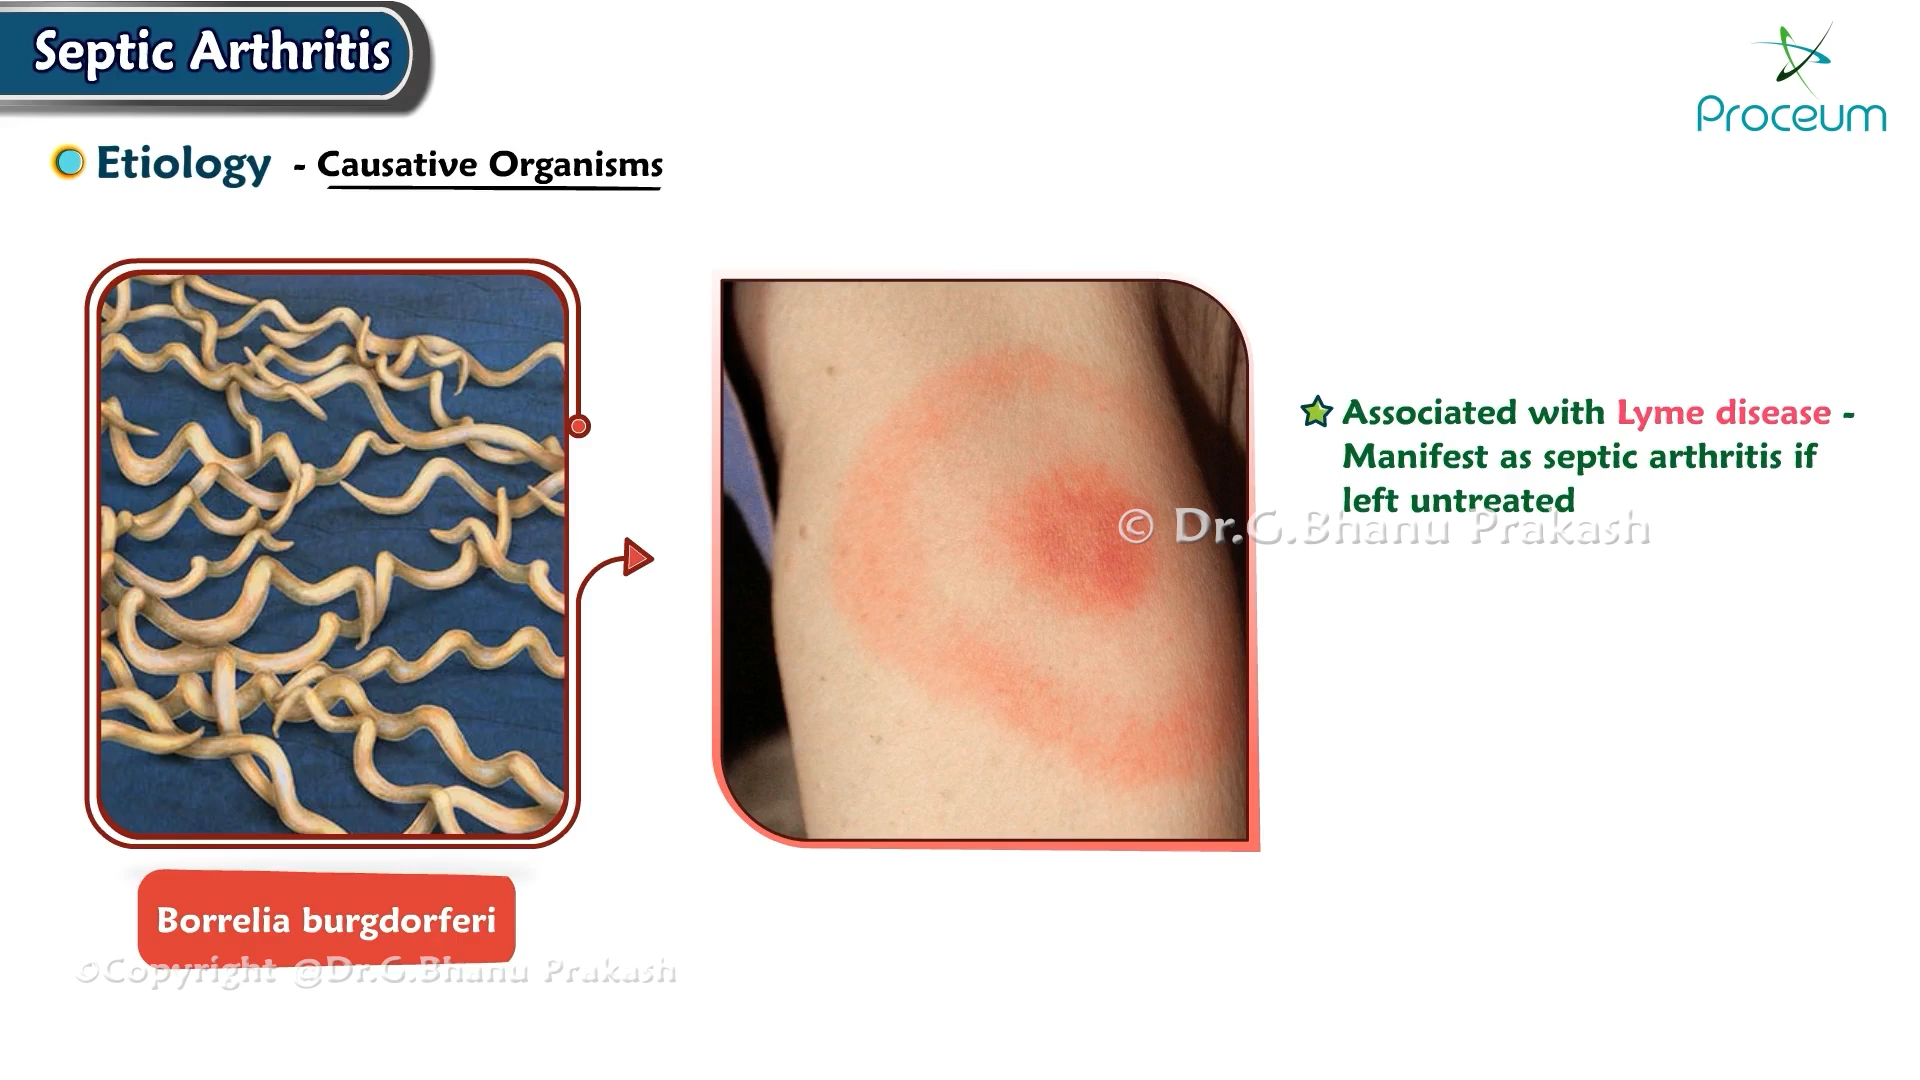 Septic Arthritis
Proceum
Etiology - Causative Organisms
Associated with Lyme disease -
Manifest as septic arthritis if
left untreated
© Dr.G.Bhanu Prakash
Borrelia burgdorferi
©Copyright @Dr.G.Bhanu Prakash